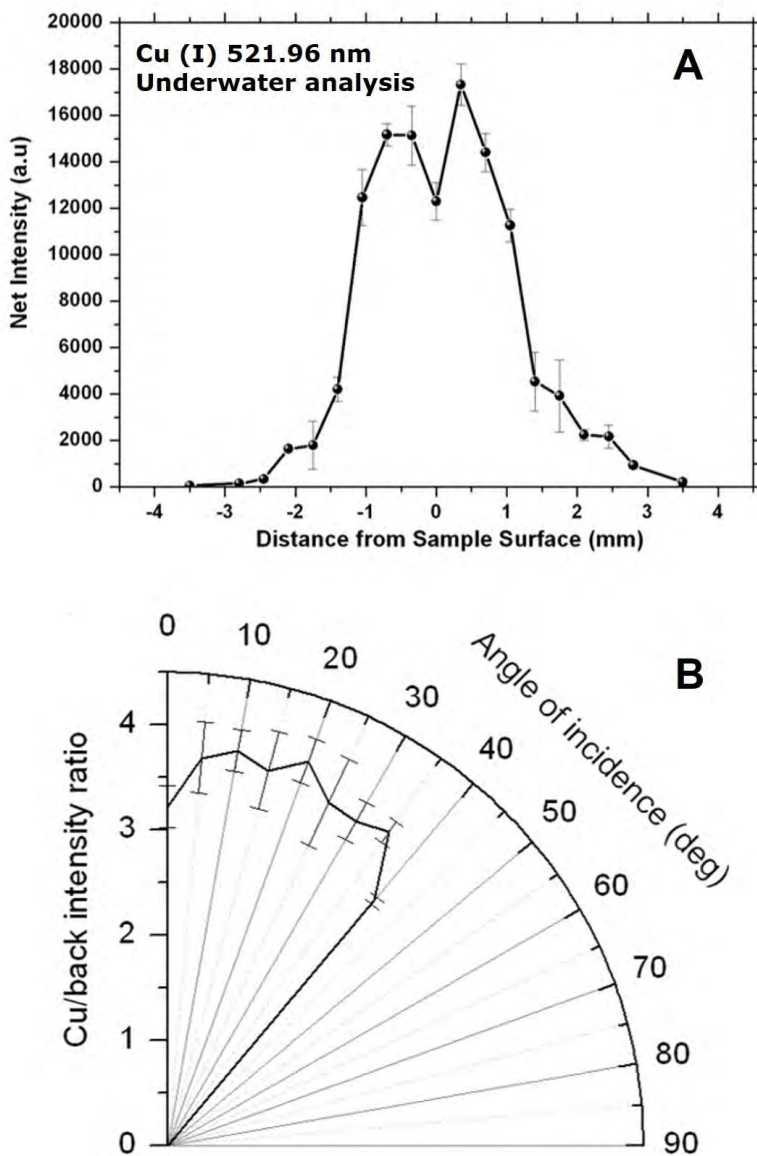 20000
Cu (I) 521.96 nm
A
18000
Underwater analysis
16000
14000
12000
10000
8000
6000
4000
2000
0
Net Intensity (a.u)
-4 -3 -2 -1 0 1 2 3 4
Distance from Sample Surface (mm)
B
0 10 20 30 40 50 60 70 80 90
Angle of incidence (deg)
4
3
2
1
0
Cu/back intensity ratio